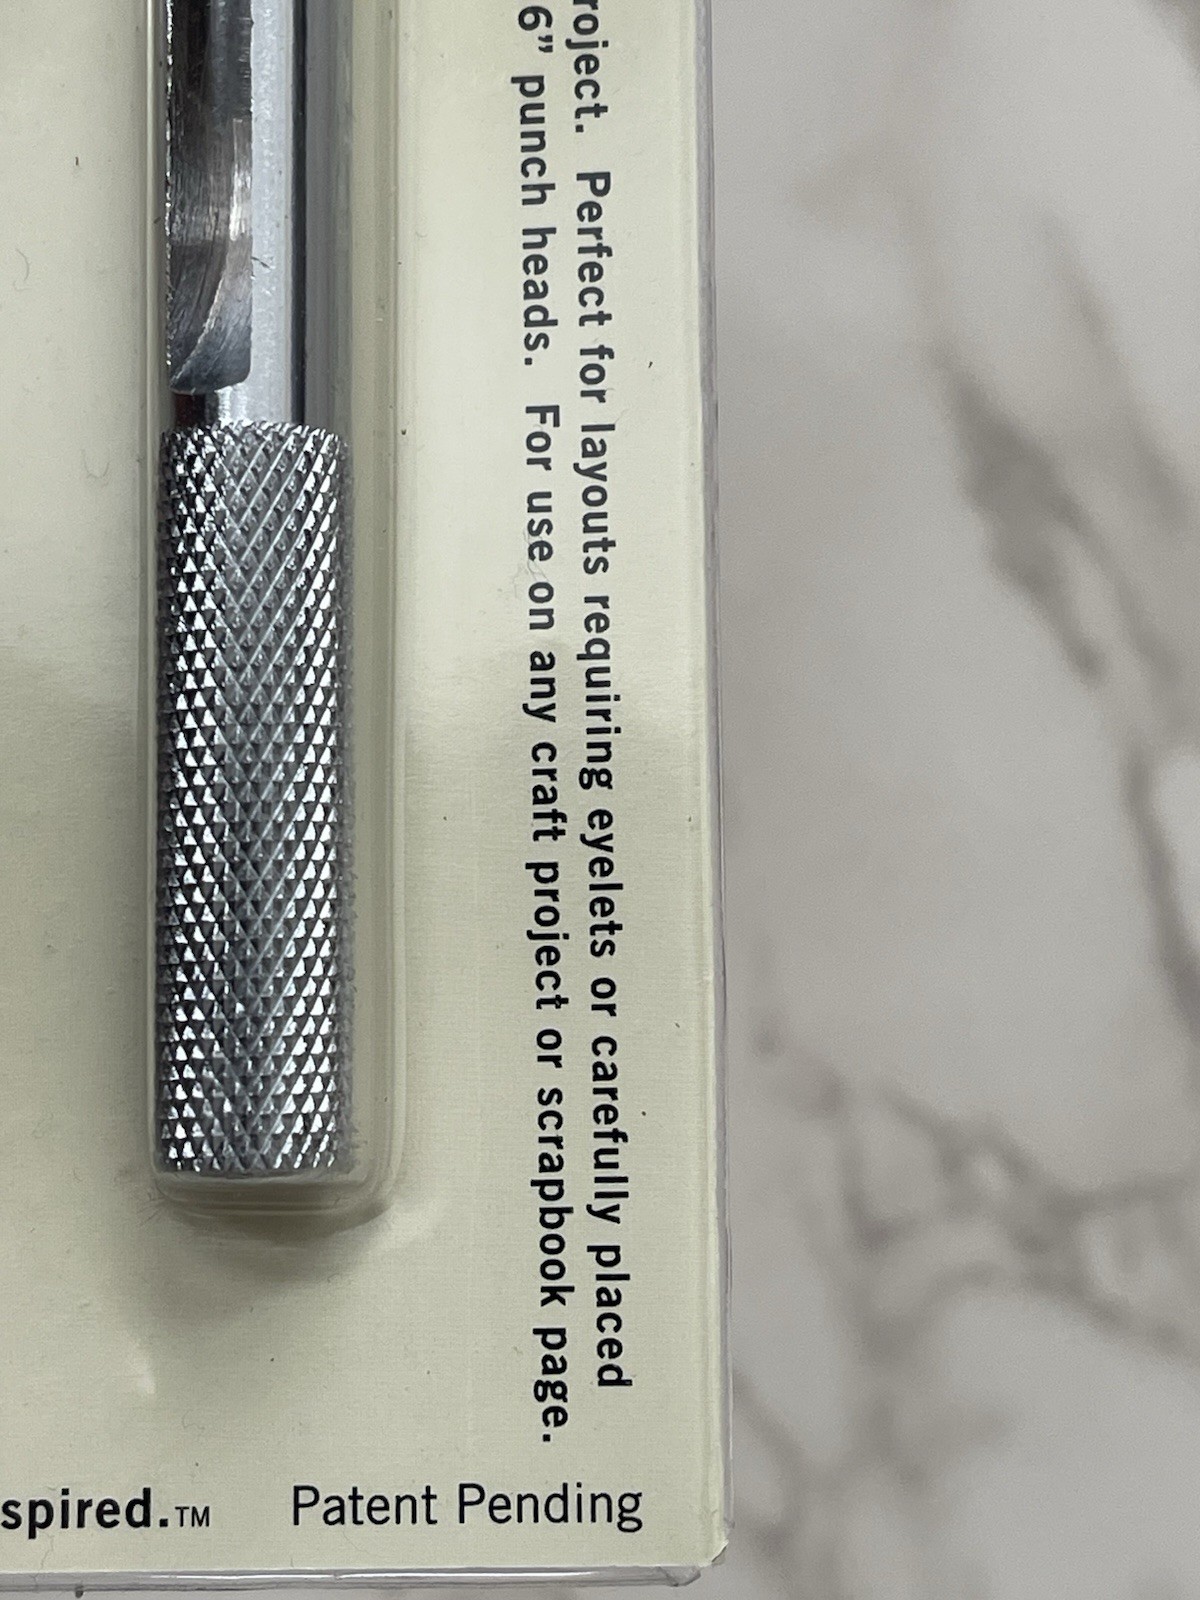 roject. Perfect for layouts requiring eyelets or carefully placed
6” punch heads. For use on any craft project or scrapbook page.
spired.™ Patent Pending